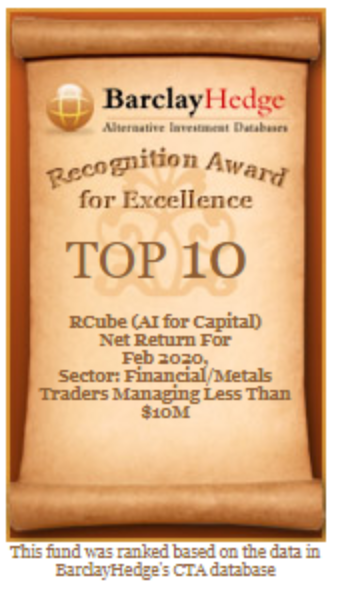 BarclayHedge
Alternative Investment Databases
Recognition Award
for Excellence
TOP 10
RCube (AI for Capital)
Net Return For
Feb 2020,
Sector: Financial/Metals
Traders Managing Less Than
$10M
This fund was ranked based on the data in
BarclayHedge's CTA database